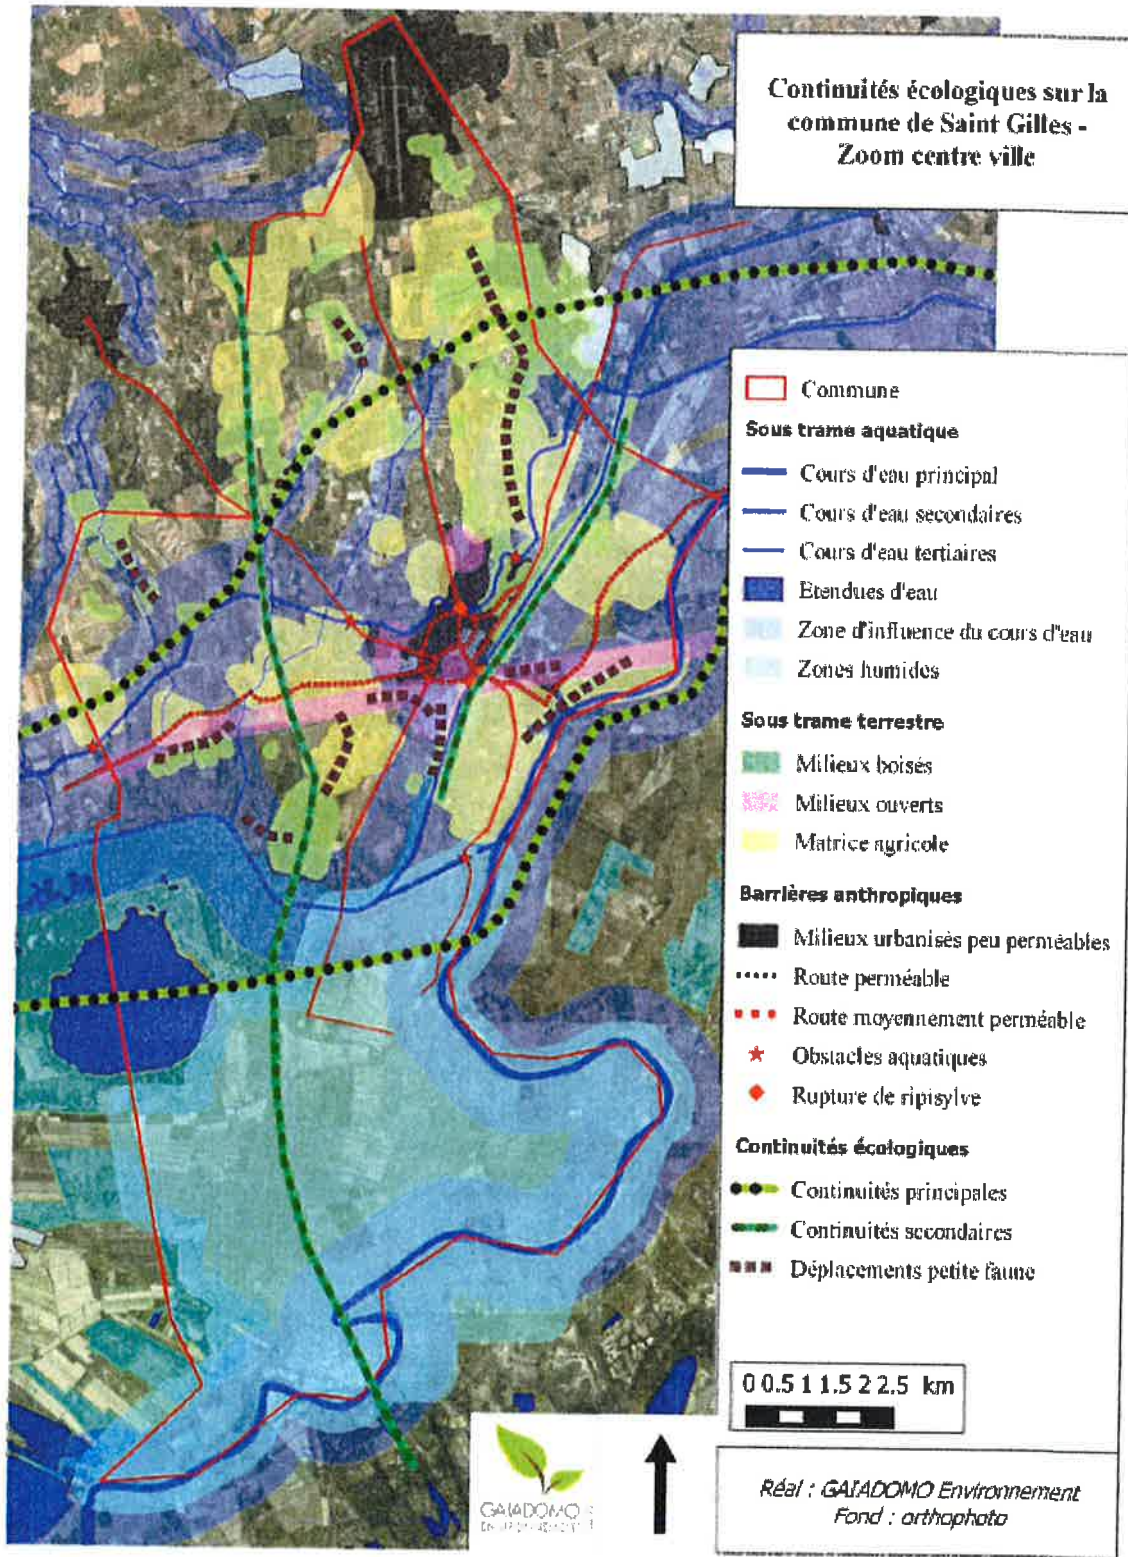 Continuités écologiques sur la
commune de Saint Gilles -
Zoom centre ville
Commune
Sous trame aquatique
Cours d'eau principal
Cours d'eau secondaires
Cours d'eau tertiaires
Etendues d'eau
Zone d'influence du cours d'eau
Zones humides
Sous trame terrestre
Milieux boisés
Milieux ouverts
Matrice agricole
Barrières anthropiques
Milieux urbanisés peu perméables
Route perméable
Route moyennement perméable
Obstacles aquatiques
Rupture de ripisylve
Continuités écologiques
Continuités principales
Continuités secondaires
Déplacements petite faune
0 0.5 1 1.5 2 2.5 km
GAIADOMO
Réal : GAIADOMO Environnement
Fond : orthophoto